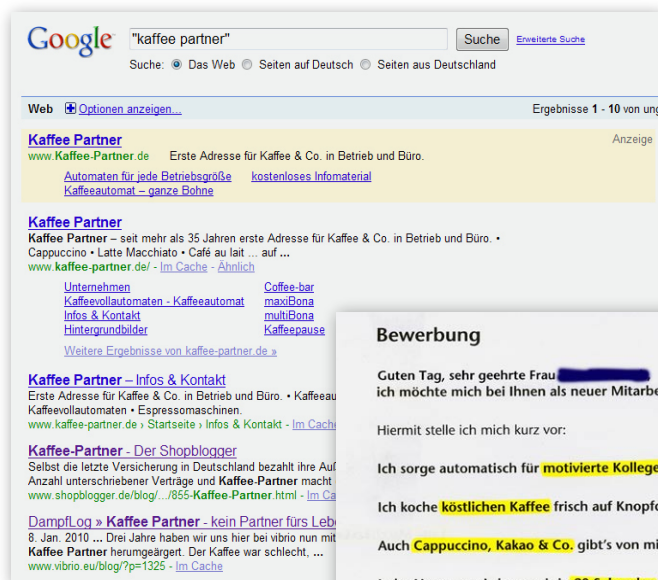 Google "kaffee partner" Suche Erweiterte Suche
Suche: Das Web Seiten auf Deutsch Seiten aus Deutschland
Web Optionen anzeigen... Ergebnisse 1 - 10 von
Kaffee Partner Anzeige
www.Kaffee-Partner.de Erste Adresse für Kaffee & Co. in Betrieb und Büro.
Automaten für jede Betriebsgröße kostenloses Infomaterial
Kaffeeautomat – ganze Bohne
Kaffee Partner
Kaffee Partner – seit mehr als 35 Jahren erste Adresse für Kaffee & Co. in Betrieb und Büro. •
Cappuccino • Latte Macchiato • Café au lait ... auf ...
www.kaffee-partner.de/ - Im Cache - Ähnlich
Unternehmen Coffee-bar
Kaffeevollautomaten - Kaffeeautomat maxiBona
Infos & Kontakt multiBona
Hintergrundbilder Kaffeepause
Weitere Ergebnisse von kaffee-partner.de »
Kaffee Partner – Infos & Kontakt
Erste Adresse für Kaffee & Co. in Betrieb und Büro. • Kaffeeau
Kaffeevollautomaten • Espressomaschinen.
www.kaffee-partner.de › Startseite › Infos & Kontakt - Im Cache
Kaffee-Partner - Der Shopblogger
Selbst die letzte Versicherung in Deutschland bezahlt ihre Auß
Anzahl unterschriebener Verträge und Kaffee-Partner macht
www.shopblogger.de/blog/.../855-Kaffee-Partner.html - Im Ca
DampfLog » Kaffee Partner - kein Partner fürs Leb
8. Jan. 2010 ... Drei Jahre haben wir uns hier bei vibrio nun mit
Kaffee Partner herumgeärgert. Der Kaffee war schlecht, ...
www.vibrio.eu/blog/?p=1325 - Im Cache
Bewerbung
Guten Tag, sehr geehrte Frau
ich möchte mich bei Ihnen als neuer Mitarbe
Hiermit stelle ich mich kurz vor:
Ich sorge automatisch für motivierte Kollege
Ich koche köstlichen Kaffee frisch auf Knopf
Auch Cappuccino, Kakao & Co. gibt's von mi